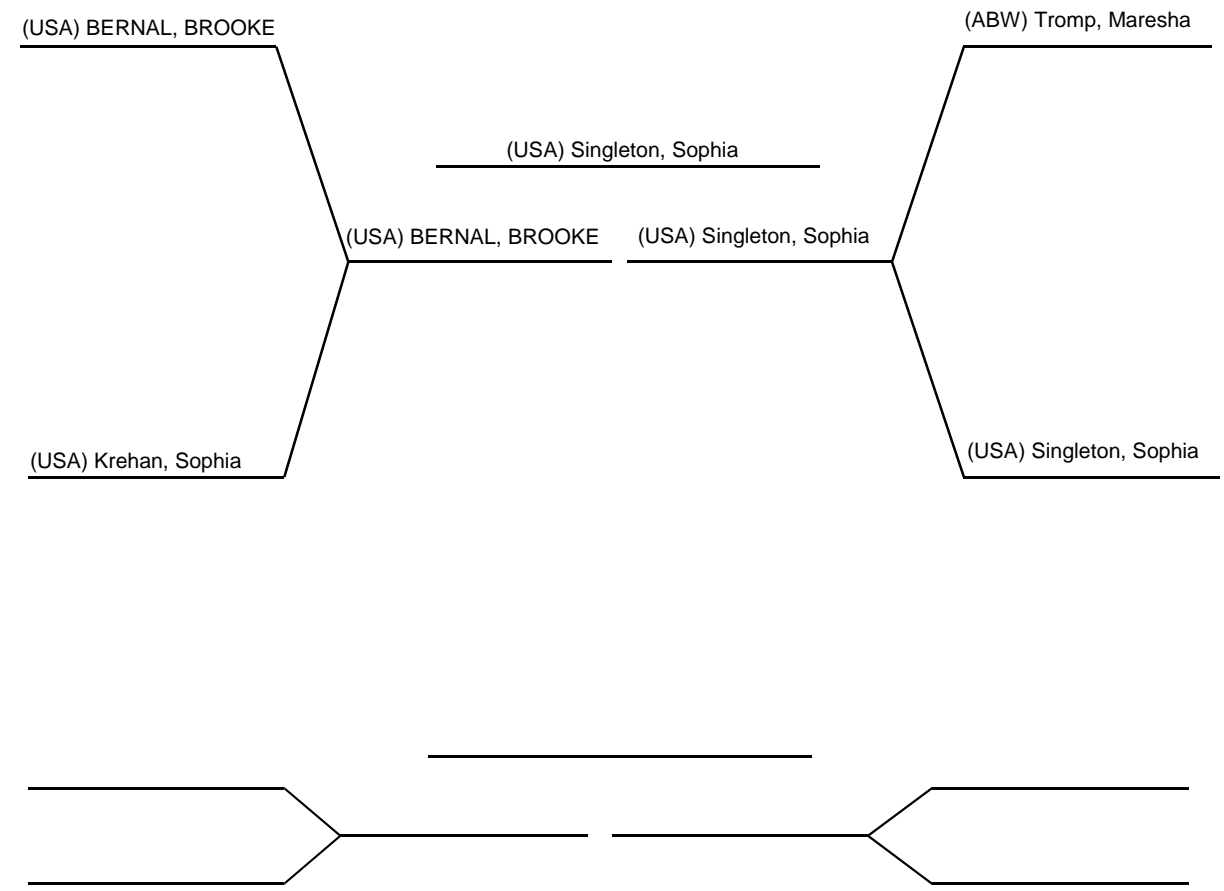 (USA) BERNAL, BROOKE
(ABW) Tromp, Maresha
(USA) Singleton, Sophia
(USA) BERNAL, BROOKE
(USA) Singleton, Sophia
(USA) Krehan, Sophia
(USA) Singleton, Sophia